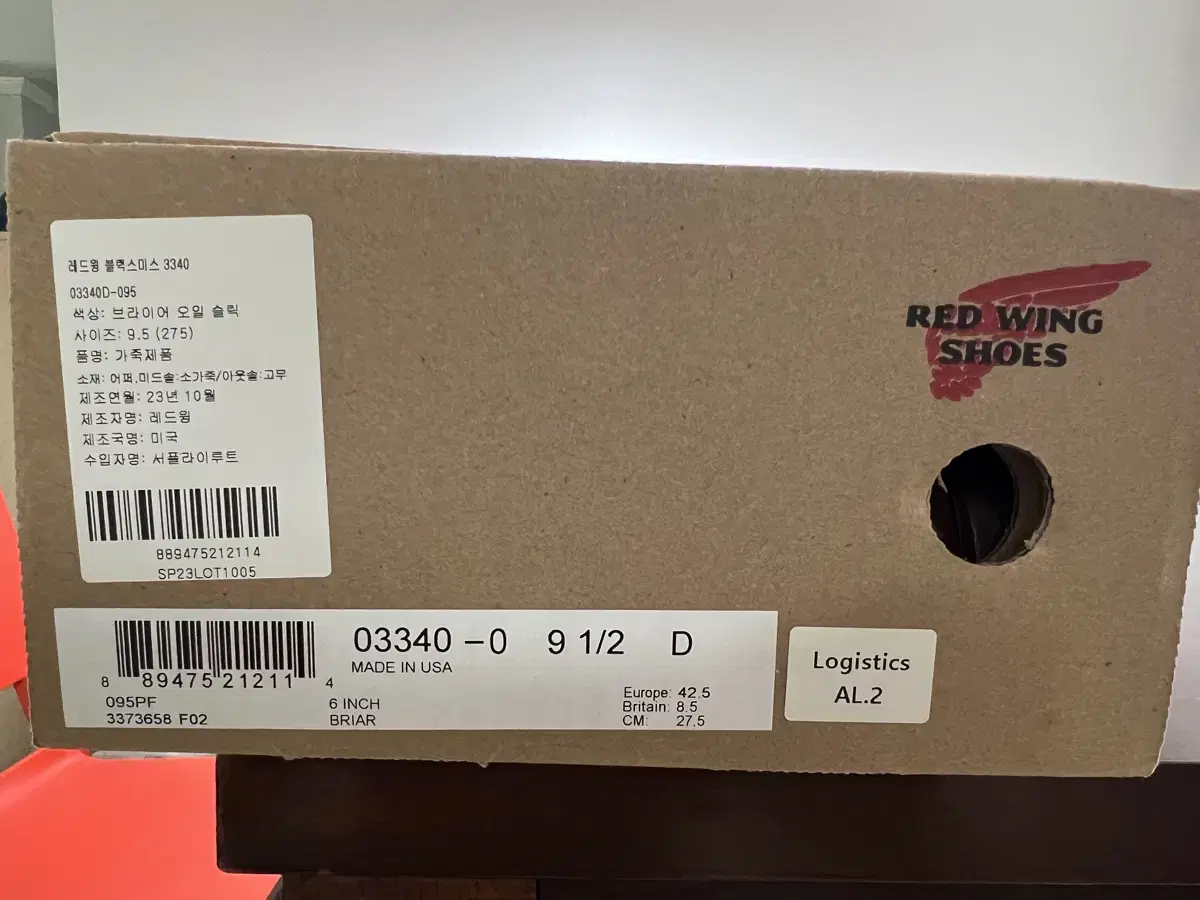 레드윙 블랙스미스 3340
03340D-095
색상: 브라이어 오일 슬릭
사이즈: 9.5 (275)
품명: 가죽제품
소재: 어퍼,미드솔:소가죽/아웃솔:고무
제조연월: 23년 10월
제조자명: 레드윙
제조국명: 미국
수입자명: 서플라이루트
889475212114
SP23LOT1005
RED WING
SHOES
03340 -0 9 1/2 D
MADE IN USA
8 89475 21211 4
095PF
3373658 F02
6 INCH
BRIAR
Europe: 42.5
Britain: 8.5
CM: 27.5
Logistics
AL.2